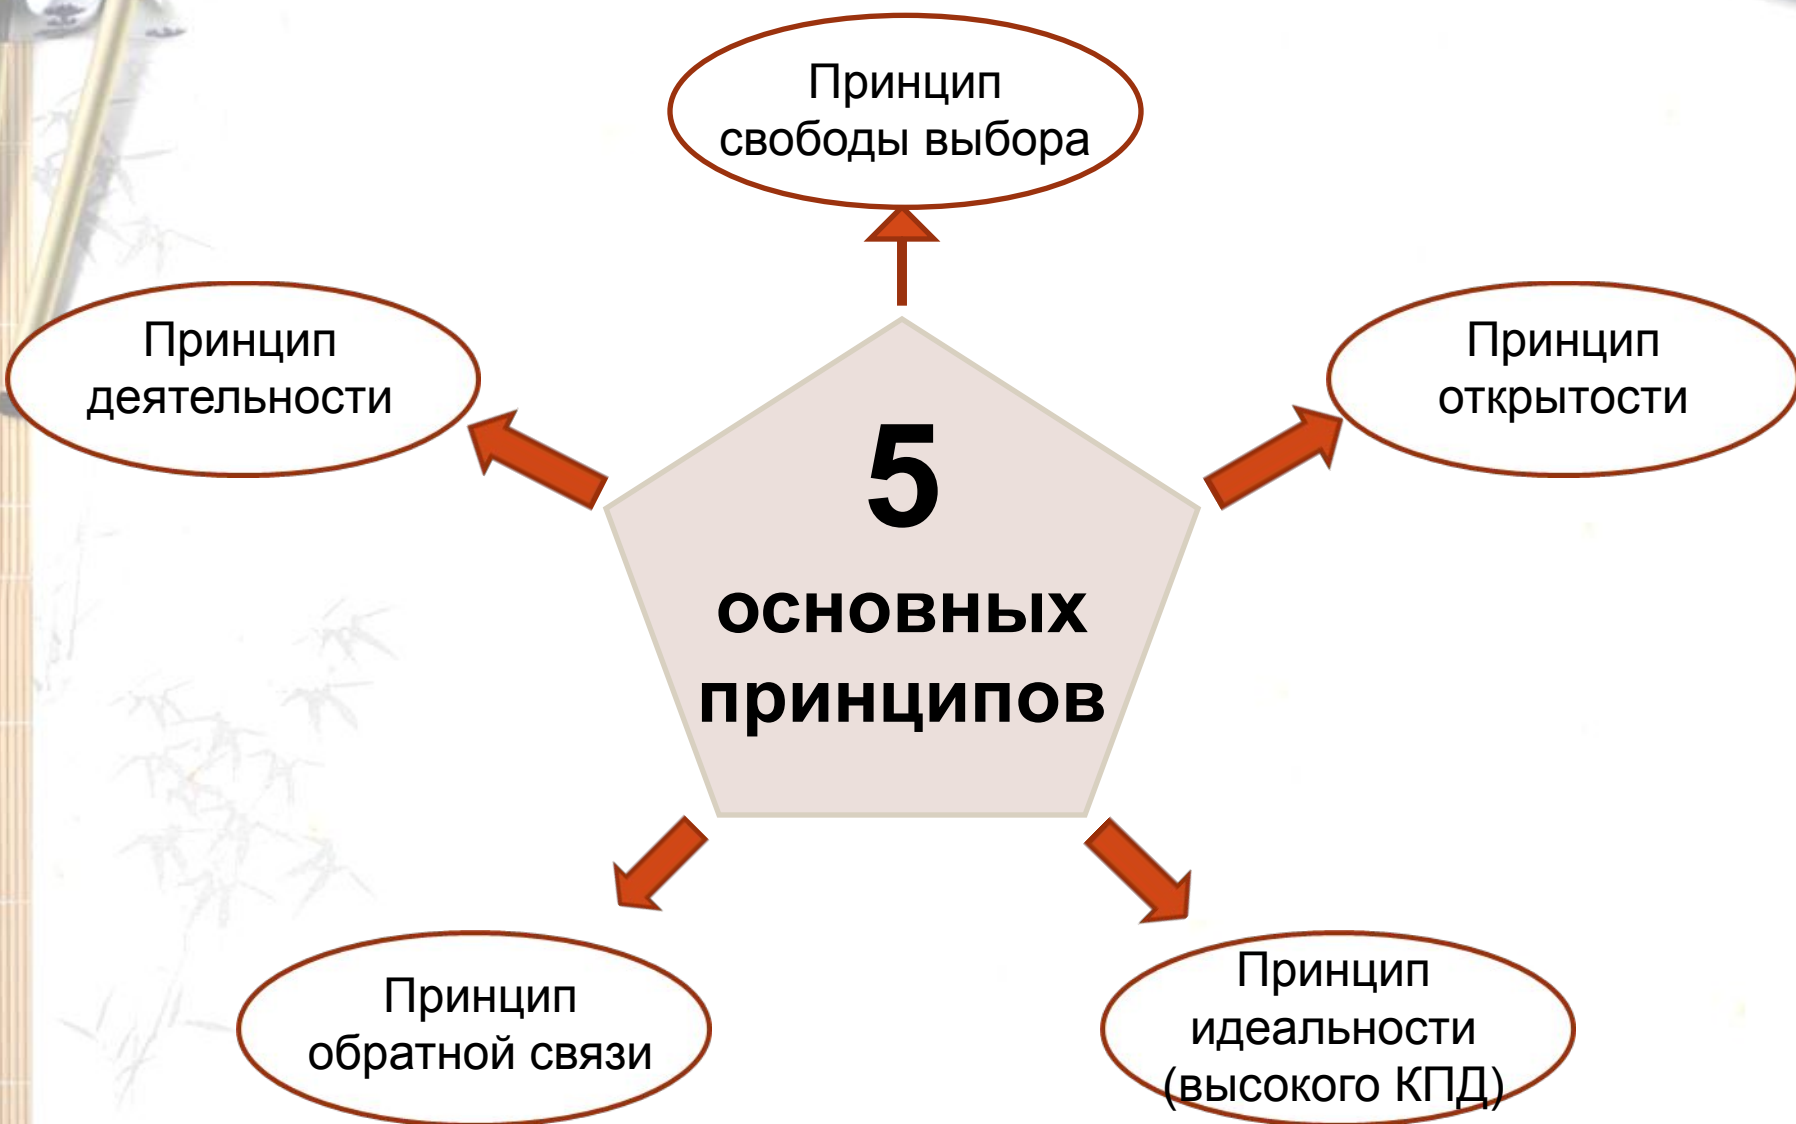 Принцип
свободы выбора
Принцип
деятельности
Принцип
открытости
5
основных
принципов
Принцип
обратной связи
Принцип
идеальности
(высокого КПД)